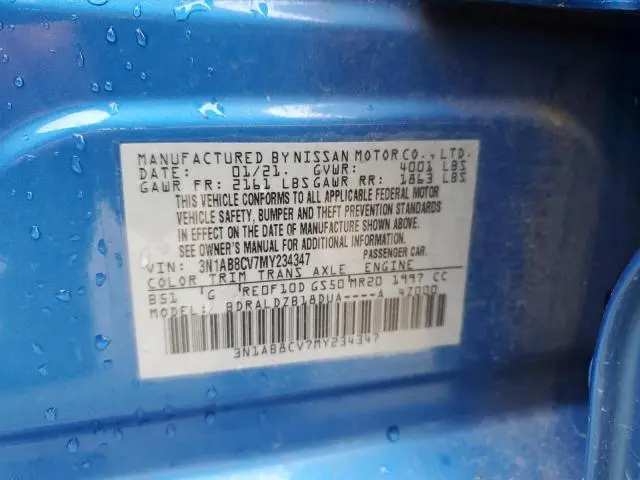 MANUFACTURED BY NISSAN MOTOR CO., LTD.
DATE: 01/21. GVWR: 4001 LBS
GAWR FR: 2161 LBS GAWR RR: 1863 LBS
THIS VEHICLE CONFORMS TO ALL APPLICABLE FEDERAL MOTOR
VEHICLE SAFETY, BUMPER AND THEFT PREVENTION STANDARDS
IN EFFECT ON THE DATE OF MANUFACTURE SHOWN ABOVE.
SEE OWNER'S MANUAL FOR ADDITIONAL INFORMATION.
VIN: 3N1AB8CV7MY234347 PASSENGER CAR.
COLOR TRIM TRANS AXLE ENGINE
B51 G RE0F10D GS50 MR20 1997 CC
MODEL: BDRALDZB18DUA----A 4Z000
3N1AB8CV7MY234347